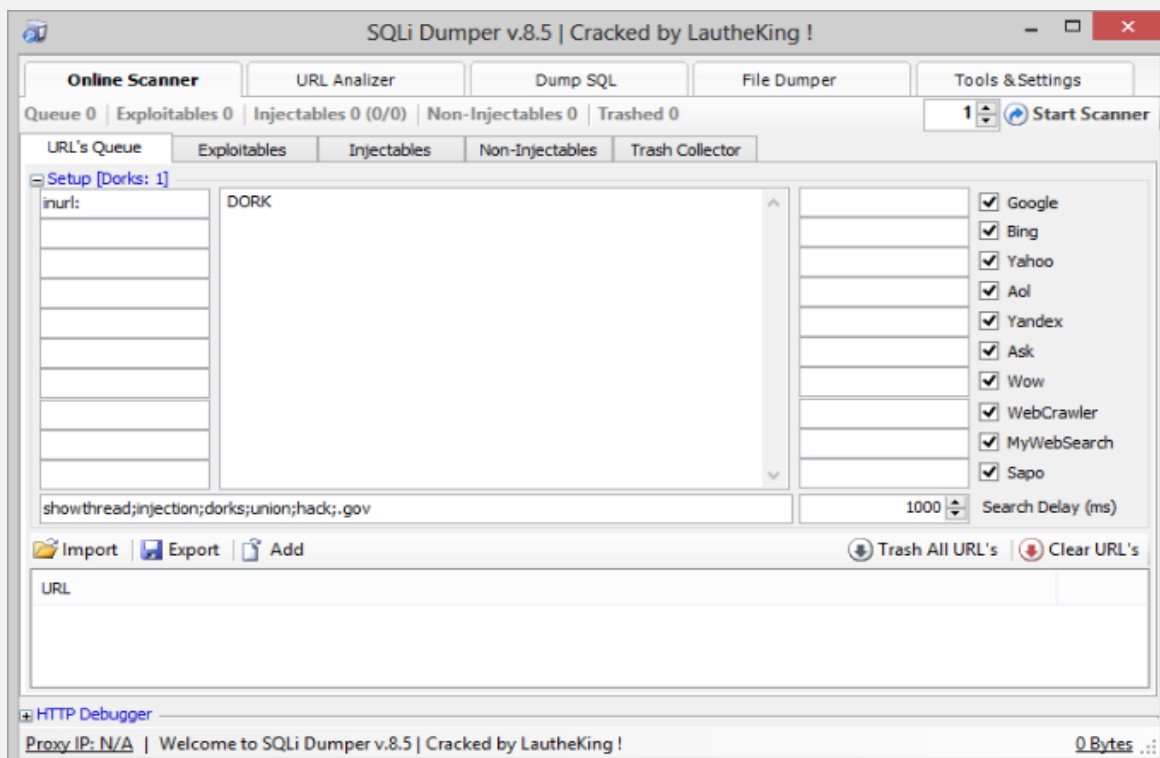 SQLi Dumper v.8.5 | Cracked by LautheKing !
Online Scanner URL Analizer Dump SQL File Dumper Tools & Settings
Queue 0 | Exploitables 0 | Injectables 0 (0/0) | Non-Injectables 0 | Trashed 0 1 Start Scanner
URL's Queue Exploitables Injectables Non-Injectables Trash Collector
Setup [Dorks: 1]
inurl: DORK Google
Bing
Yahoo
Aol
Yandex
Ask
Wow
WebCrawler
MyWebSearch
Sapo
showthread;injection;dorks;union;hack;.gov 1000 Search Delay (ms)
Import | Export | Add Trash All URL's | Clear URL's
URL
HTTP Debugger
Proxy IP: N/A | Welcome to SQLi Dumper v.8.5 | Cracked by LautheKing ! 0 Bytes